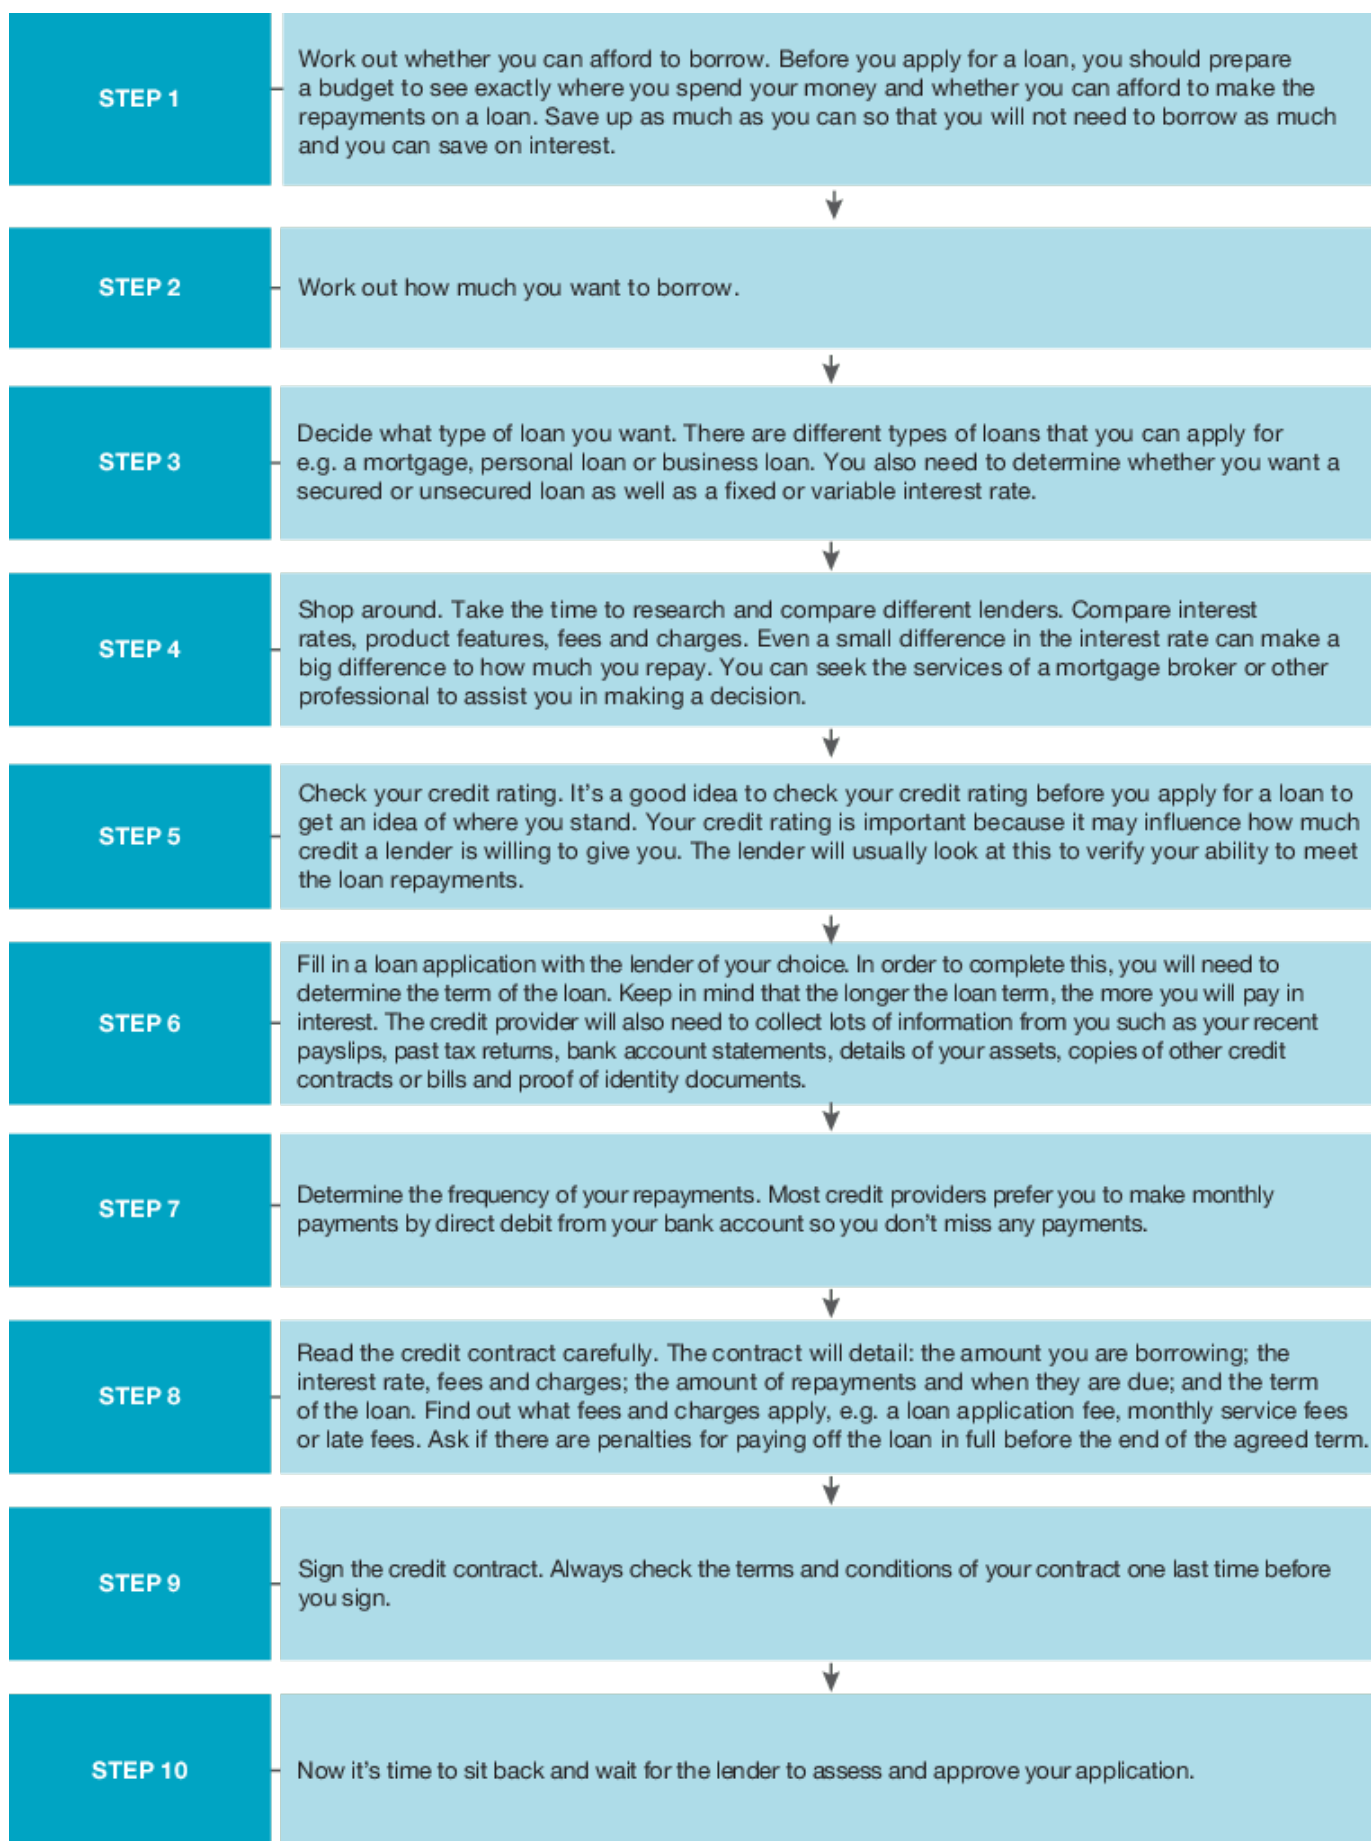 STEP 1
Work out whether you can afford to borrow. Before you apply for a loan, you should prepare
a budget to see exactly where you spend your money and whether you can afford to make the
repayments on a loan. Save up as much as you can so that you will not need to borrow as much
and you can save on interest.
STEP 2
Work out how much you want to borrow.
STEP 3
Decide what type of loan you want. There are different types of loans that you can apply for
e.g. a mortgage, personal loan or business loan. You also need to determine whether you want a
secured or unsecured loan as well as a fixed or variable interest rate.
STEP 4
Shop around. Take the time to research and compare different lenders. Compare interest
rates, product features, fees and charges. Even a small difference in the interest rate can make a
big difference to how much you repay. You can seek the services of a mortgage broker or other
professional to assist you in making a decision.
STEP 5
Check your credit rating. It's a good idea to check your credit rating before you apply for a loan to
get an idea of where you stand. Your credit rating is important because it may influence how much
credit a lender is willing to give you. The lender will usually look at this to verify your ability to meet
the loan repayments.
STEP 6
Fill in a loan application with the lender of your choice. In order to complete this, you will need to
determine the term of the loan. Keep in mind that the longer the loan term, the more you will pay in
interest. The credit provider will also need to collect lots of information from you such as your recent
payslips, past tax returns, bank account statements, details of your assets, copies of other credit
contracts or bills and proof of identity documents.
STEP 7
Determine the frequency of your repayments. Most credit providers prefer you to make monthly
payments by direct debit from your bank account so you don't miss any payments.
STEP 8
Read the credit contract carefully. The contract will detail: the amount you are borrowing; the
interest rate, fees and charges; the amount of repayments and when they are due; and the term
of the loan. Find out what fees and charges apply, e.g. a loan application fee, monthly service fees
or late fees. Ask if there are penalties for paying off the loan in full before the end of the agreed term.
STEP 9
Sign the credit contract. Always check the terms and conditions of your contract one last time before
you sign.
STEP 10
Now it's time to sit back and wait for the lender to assess and approve your application.